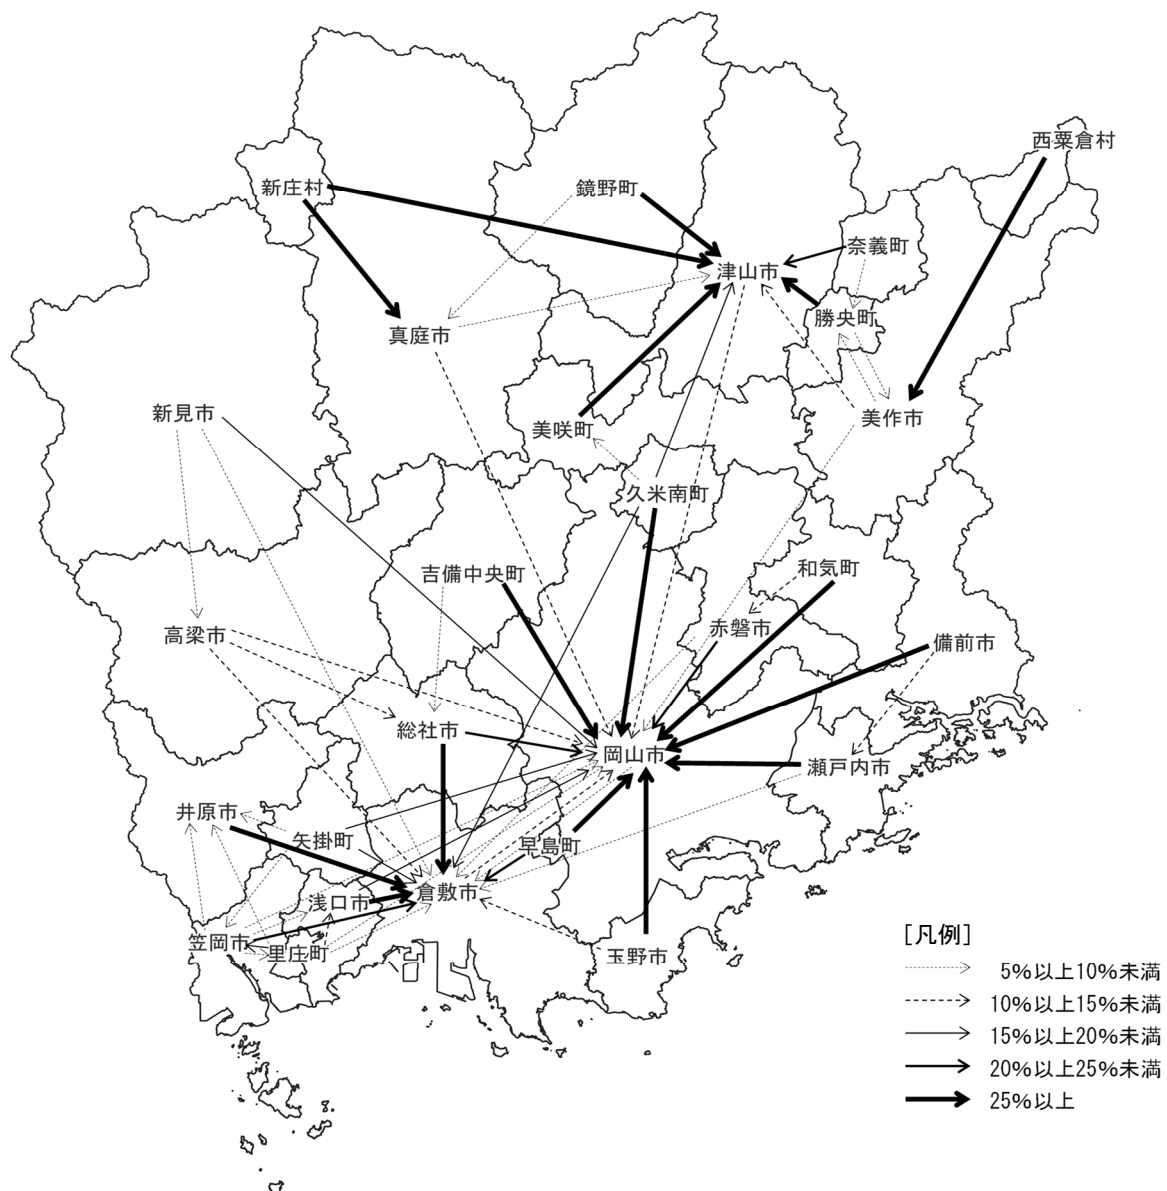 西粟倉村
新庄村
鏡野町
奈義町
津山市
勝央町
真庭市
新見市
美咲町
美作市
久米南町
吉備中央町
和気町
高梁市
赤磐市
備前市
総社市
岡山市
瀬戸内市
井原市
矢掛町
早島町
倉敷市
浅口市
笠岡市
里庄町
玉野市
[凡例]
5%以上10%未満
10%以上15%未満
15%以上20%未満
20%以上25%未満
25%以上